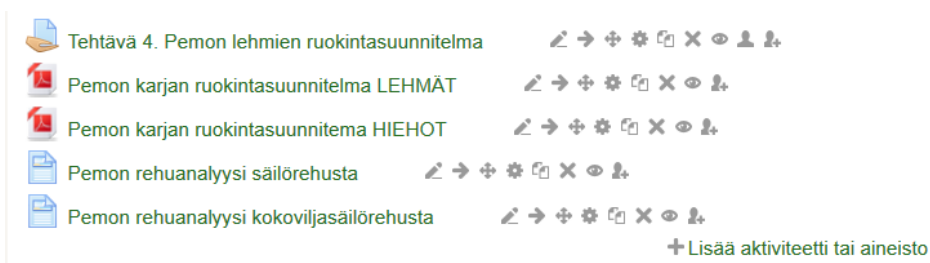 Tehtävä 4. Pemon lehmien ruokintasuunnitelma
Pemon karjan ruokintasuunnitelma LEHMÄT
Pemon karjan ruokintasuunnitema HIEHOT
Pemon rehuanalyysi säilörehusta
Pemon rehuanalyysi kokoviljasäilörehusta
+Lisää aktiviteetti tai aineisto